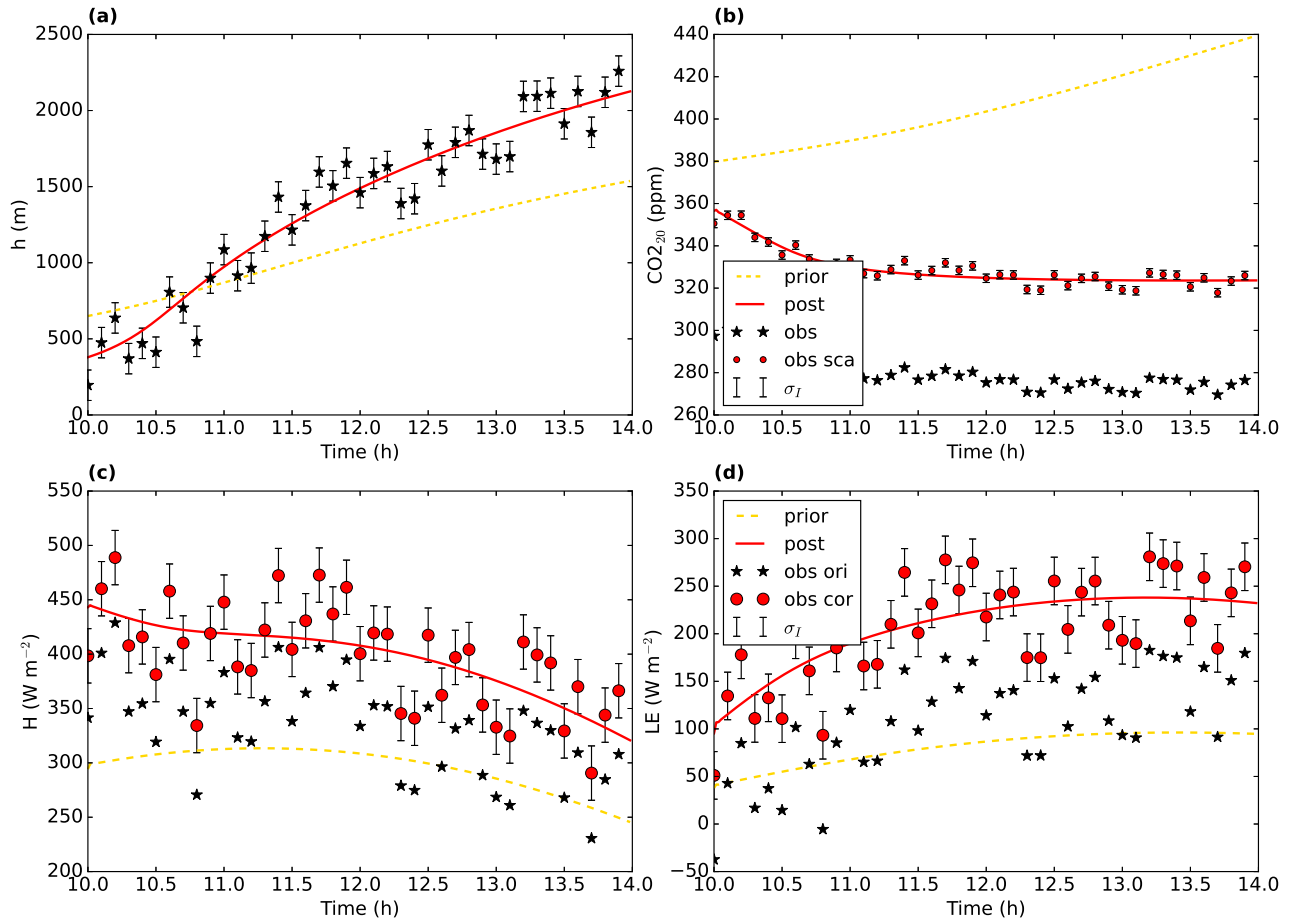 (a)
2500
2000
1500
1000
500
0
h (m)
10.0 10.5 11.0 11.5 12.0 12.5 13.0 13.5 14.0
Time (h)
(b)
440
420
400
380
360
340
320
300
280
260
CO2₂₀ (ppm)
prior
post
obs
obs sca
σ_I
10.0 10.5 11.0 11.5 12.0 12.5 13.0 13.5 14.0
Time (h)
(c)
550
500
450
400
350
300
250
200
H (W m⁻²)
10.0 10.5 11.0 11.5 12.0 12.5 13.0 13.5 14.0
Time (h)
(d)
350
300
250
200
150
100
50
0
−50
LE (W m⁻²)
prior
post
obs ori
obs cor
σ_I
10.0 10.5 11.0 11.5 12.0 12.5 13.0 13.5 14.0
Time (h)